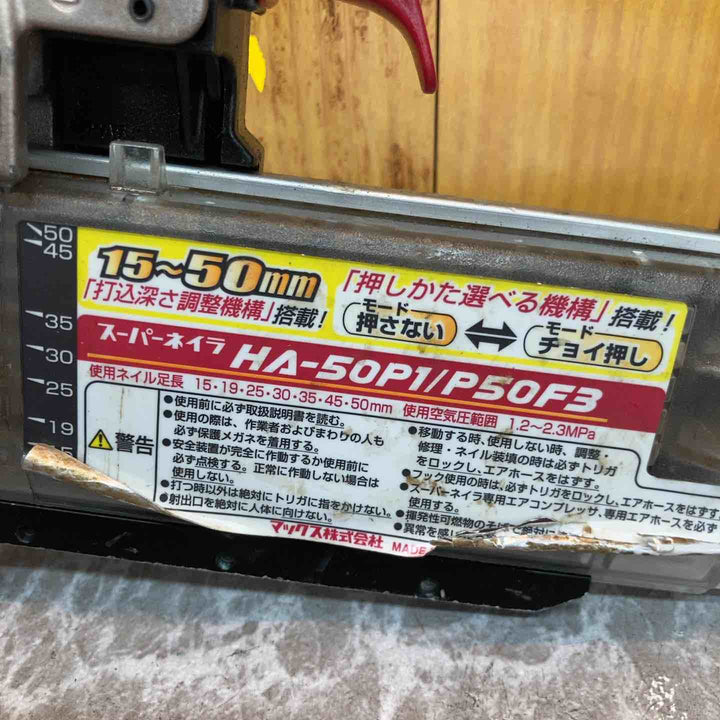 50
45
35
30
25
19
15～50mm
「打込深さ調整機構」搭載！
「押しかた選べる機構」搭載！
モード
押さない
モード
チョイ押し
スーパーネイラ HA-50P1/P50F3
使用ネイル足長 15・19・25・30・35・45・50mm 使用空気圧範囲 1.2～2.3MPa
警告
●使用前に必ず取扱説明書を読む。
●使用の際は、作業者およびまわりの人も
必ず保護メガネを着用する。
●安全装置が完全に作動するか使用前に
必ず点検する。正常に作動しない場合は
使用しない。
●打つ時以外は絶対にトリガに指をかけない。
●射出口を絶対に人体に向けない。
●移動する時、使用しない時、調整・
修理・ネイル装填の時は必ずトリガ
をロックし、エアホースをはずす。
●フック使用の時は、必ずトリガをロックし、エアホースをはずす
●スーパーネイラ専用エアコンプレッサ、専用エアホースを必ず
使用する。
●揮発性可燃物のそばで
●異常を感じ
マックス株式会社 MADE